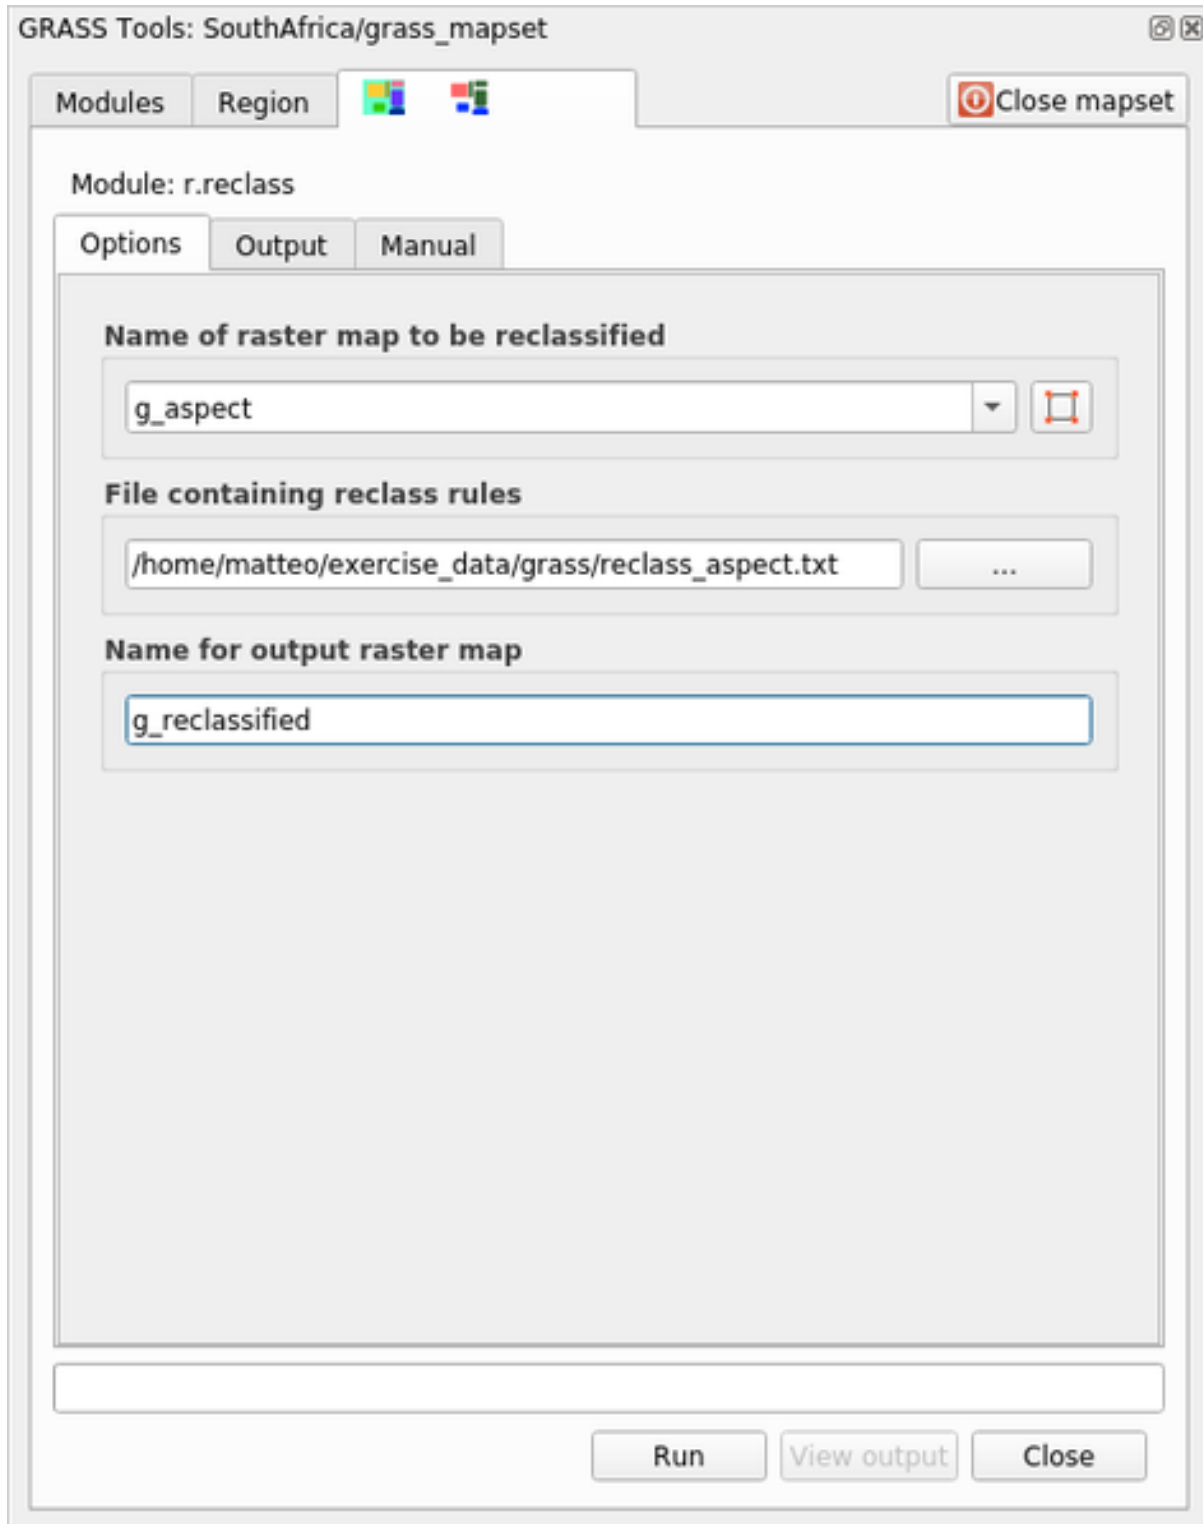 GRASS Tools: SouthAfrica/grass_mapset
Modules Region Close mapset
Module: r.reclass
Options Output Manual
Name of raster map to be reclassified
g_aspect
File containing reclass rules
/home/matteo/exercise_data/grass/reclass_aspect.txt ...
Name for output raster map
g_reclassified
Run View output Close